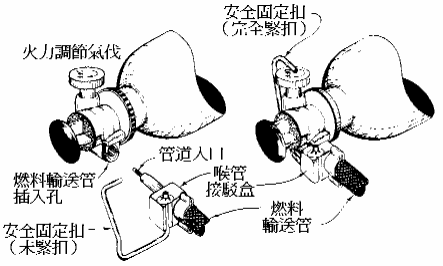 安全固定扣
(完全緊扣)
火力調節氣伐
管道入口
喉管
接駁盒
燃料輸送管
插入孔
安全固定扣
(未緊扣)
燃料
輸送管